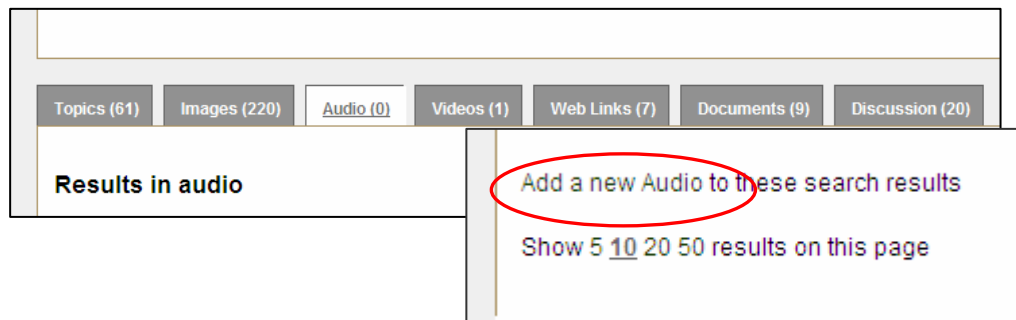 Topics (61) Images (220) Audio (0) Videos (1) Web Links (7) Documents (9) Discussion (20)
Results in audio
Add a new Audio to these search results
Show 5 10 20 50 results on this page